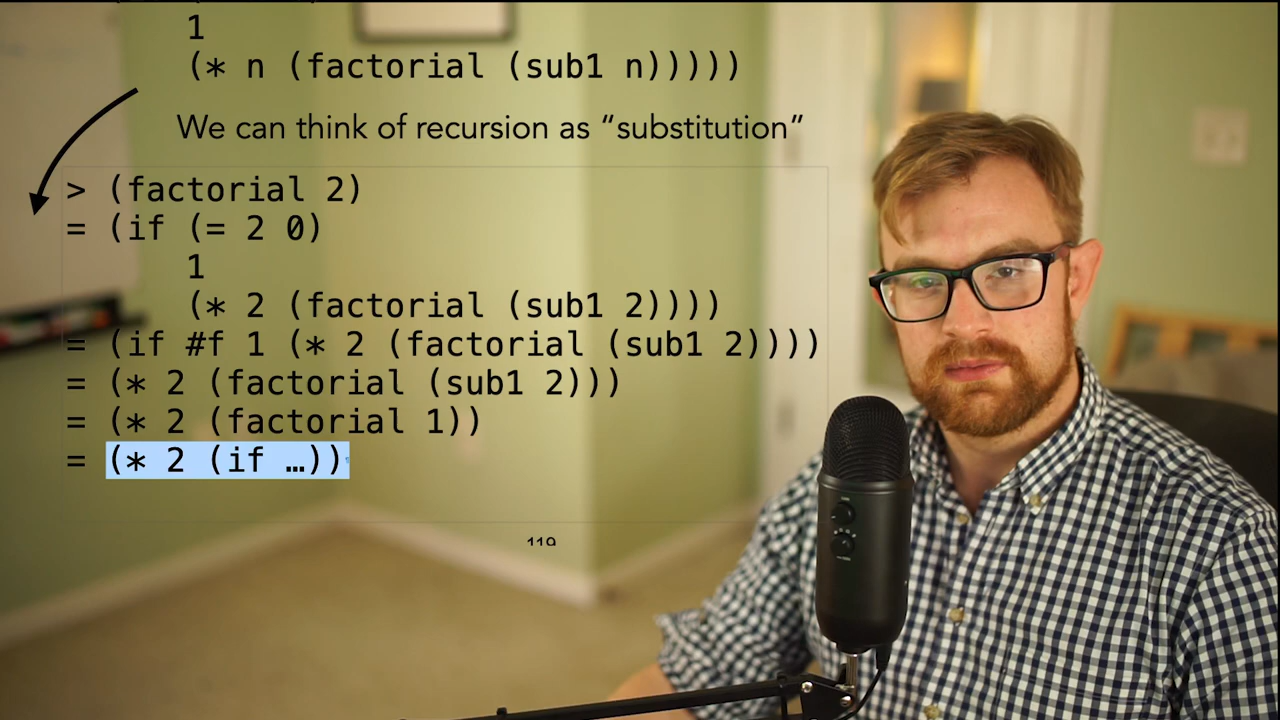 1
(* n (factorial (sub1 n)))))
We can think of recursion as “substitution”
> (factorial 2)
= (if (= 2 0)
1
(* 2 (factorial (sub1 2))))
= (if #f 1 (* 2 (factorial (sub1 2))))
= (* 2 (factorial (sub1 2)))
= (* 2 (factorial 1))
= (* 2 (if …))
119